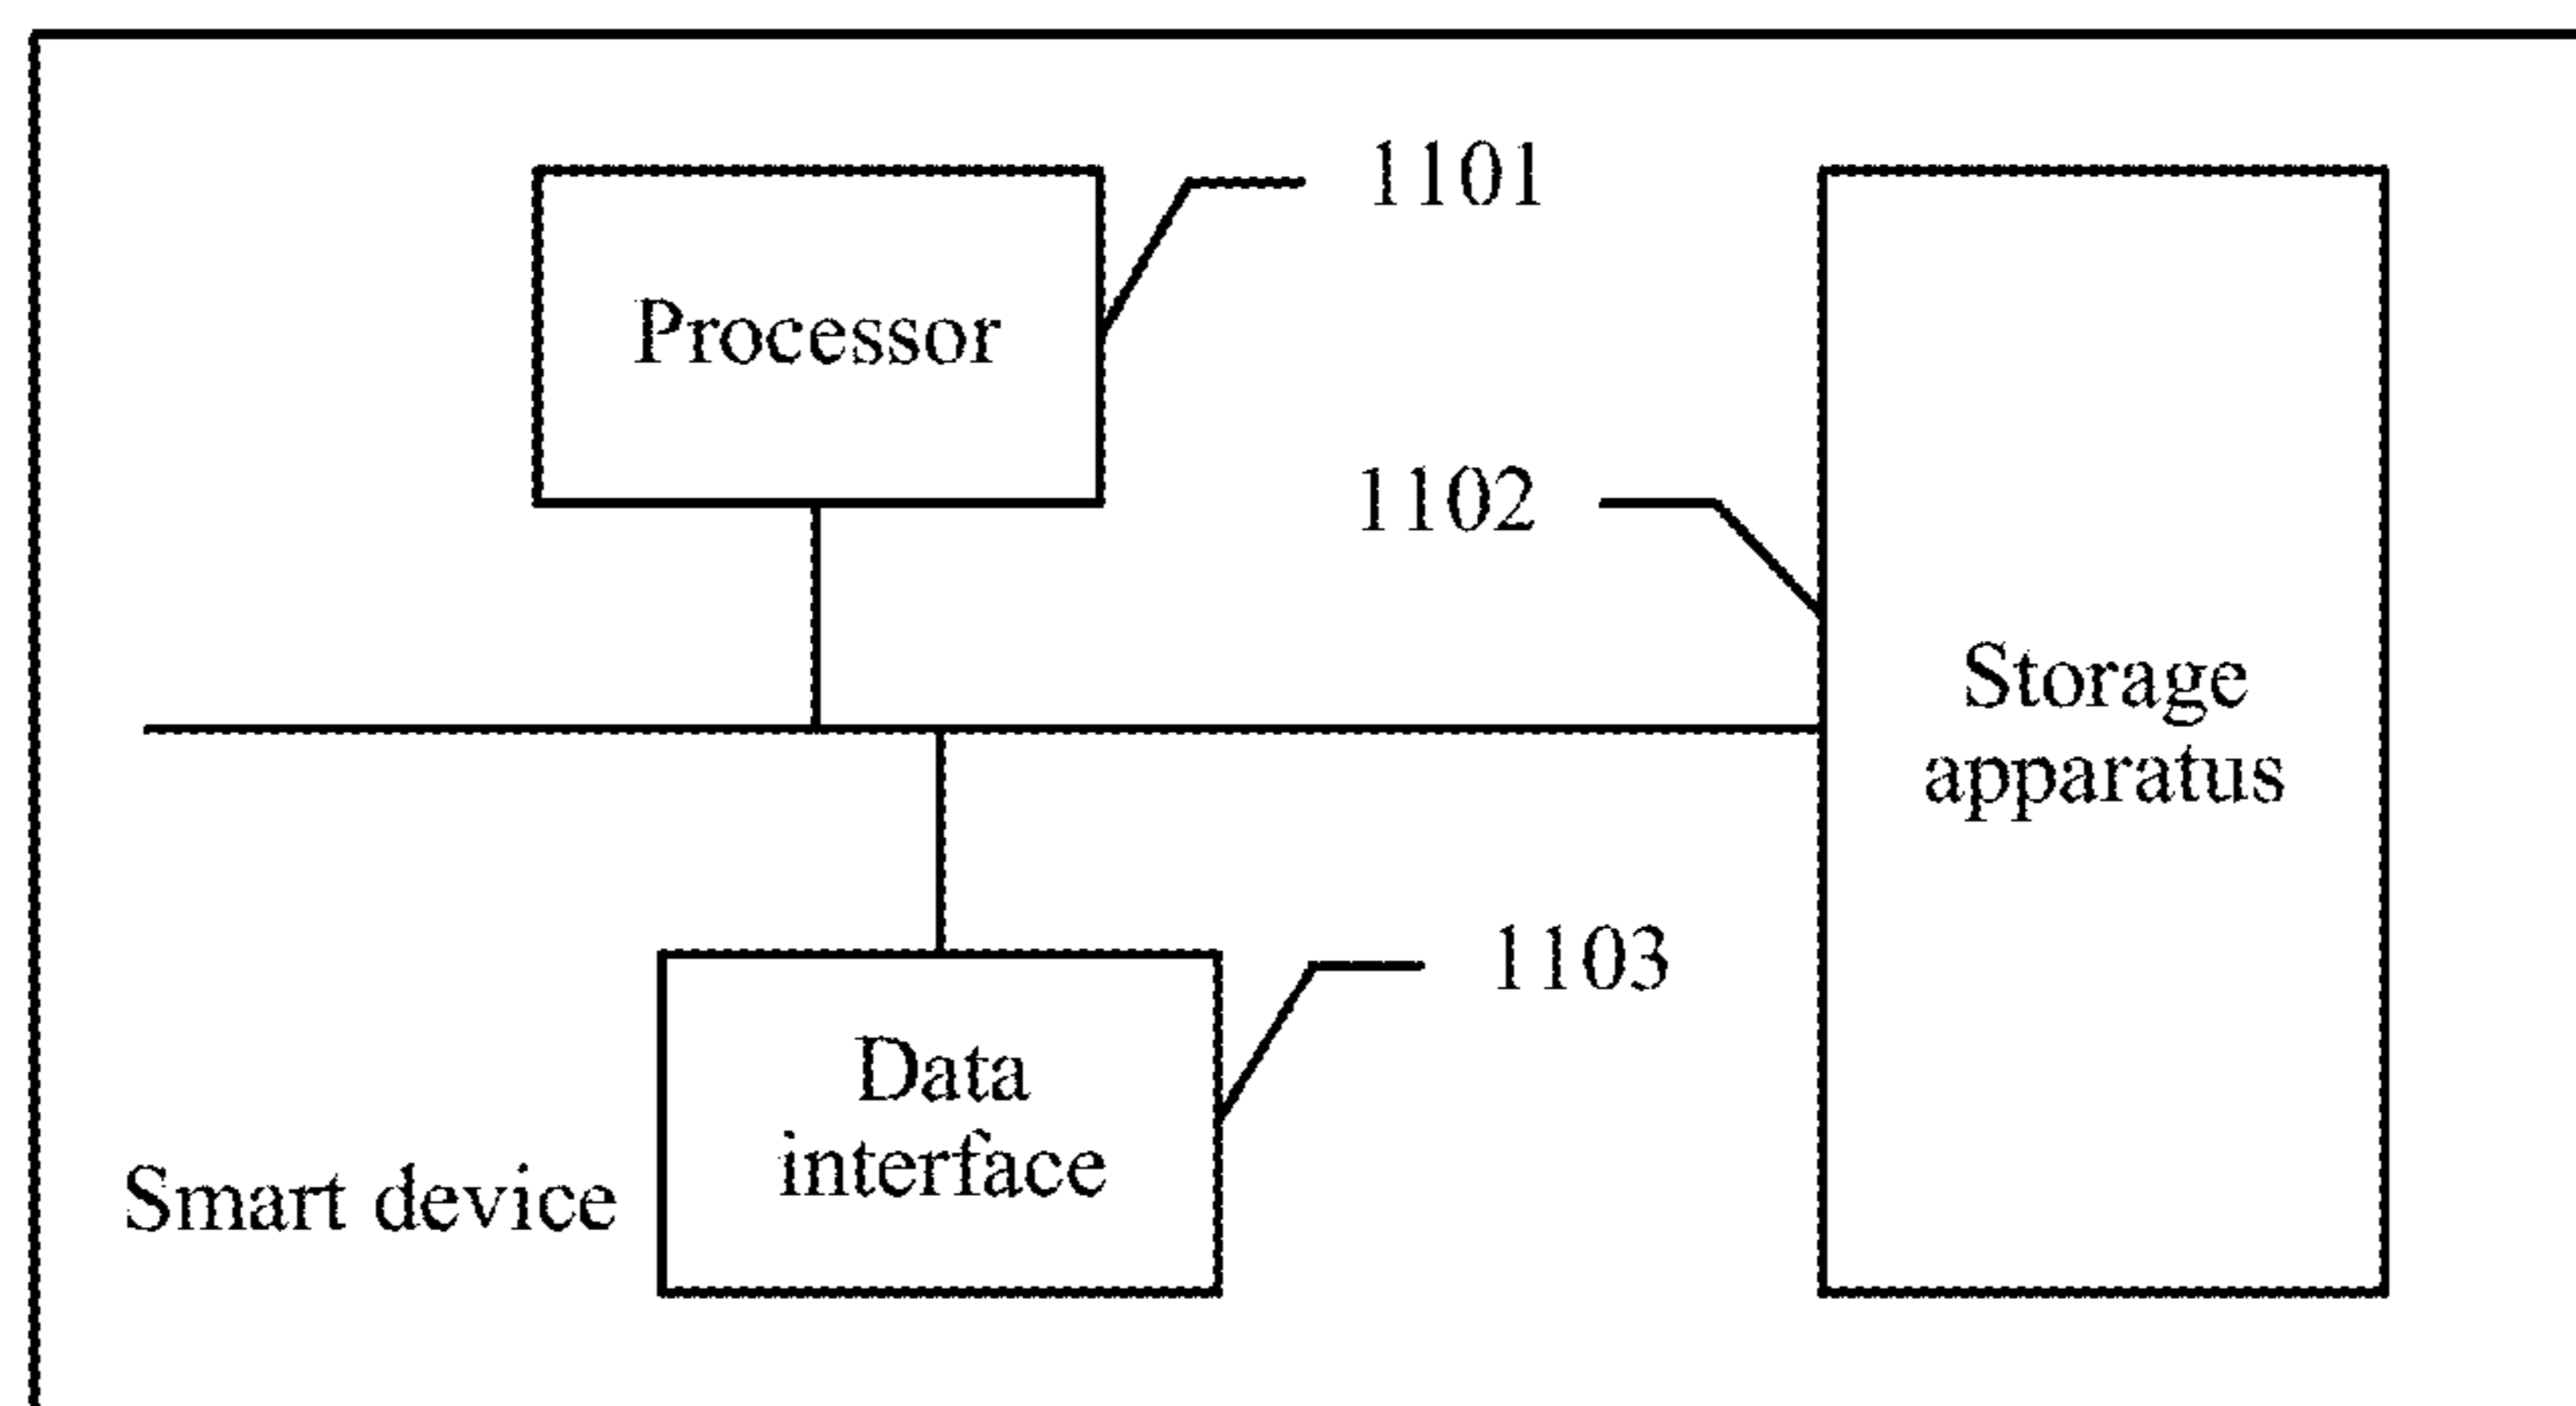 1101
Processor
1102
Storage
apparatus
1103
Data
interface
Smart device